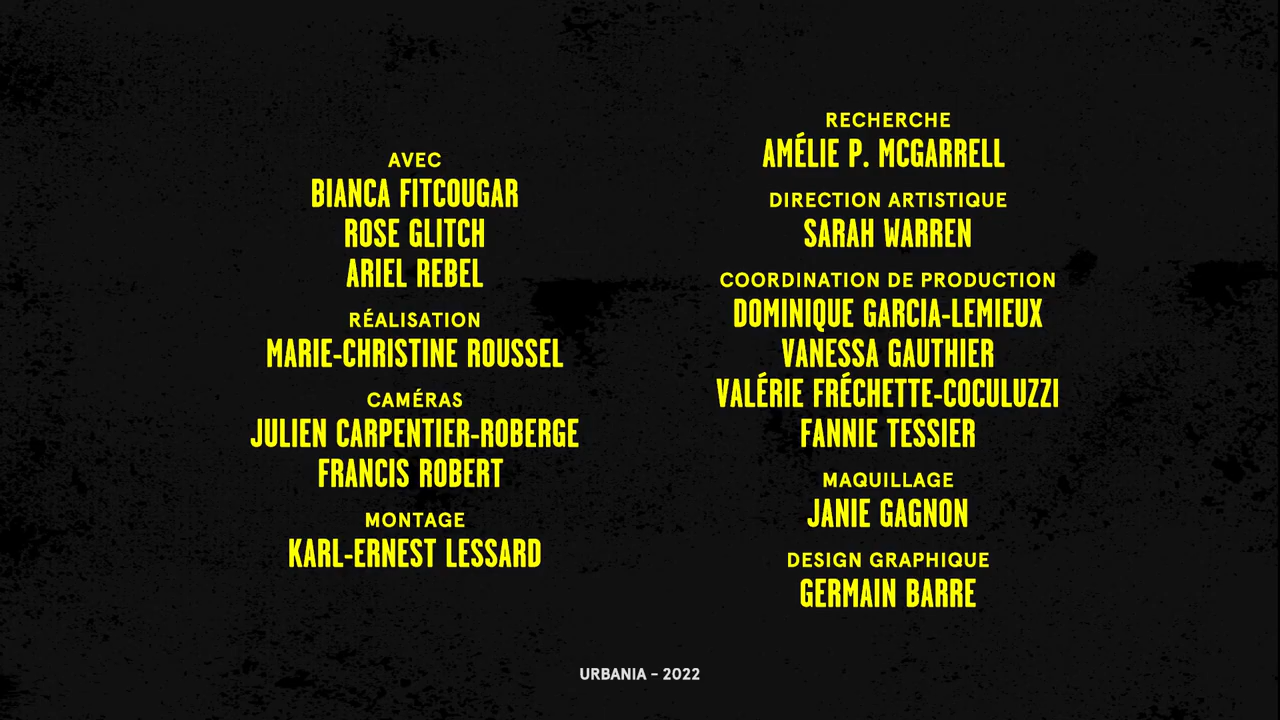 AVEC
BIANCA FITCOUGAR
ROSE GLITCH
ARIEL REBEL
RÉALISATION
MARIE-CHRISTINE ROUSSEL
CAMÉRAS
JULIEN CARPENTIER-ROBERGE
FRANCIS ROBERT
MONTAGE
KARL-ERNEST LESSARD
RECHERCHE
AMÉLIE P. MCGARRELL
DIRECTION ARTISTIQUE
SARAH WARREN
COORDINATION DE PRODUCTION
DOMINIQUE GARCIA-LEMIEUX
VANESSA GAUTHIER
VALÉRIE FRÉCHETTE-COCULUZZI
FANNIE TESSIER
MAQUILLAGE
JANIE GAGNON
DESIGN GRAPHIQUE
GERMAIN BARRE
URBANIA – 2022